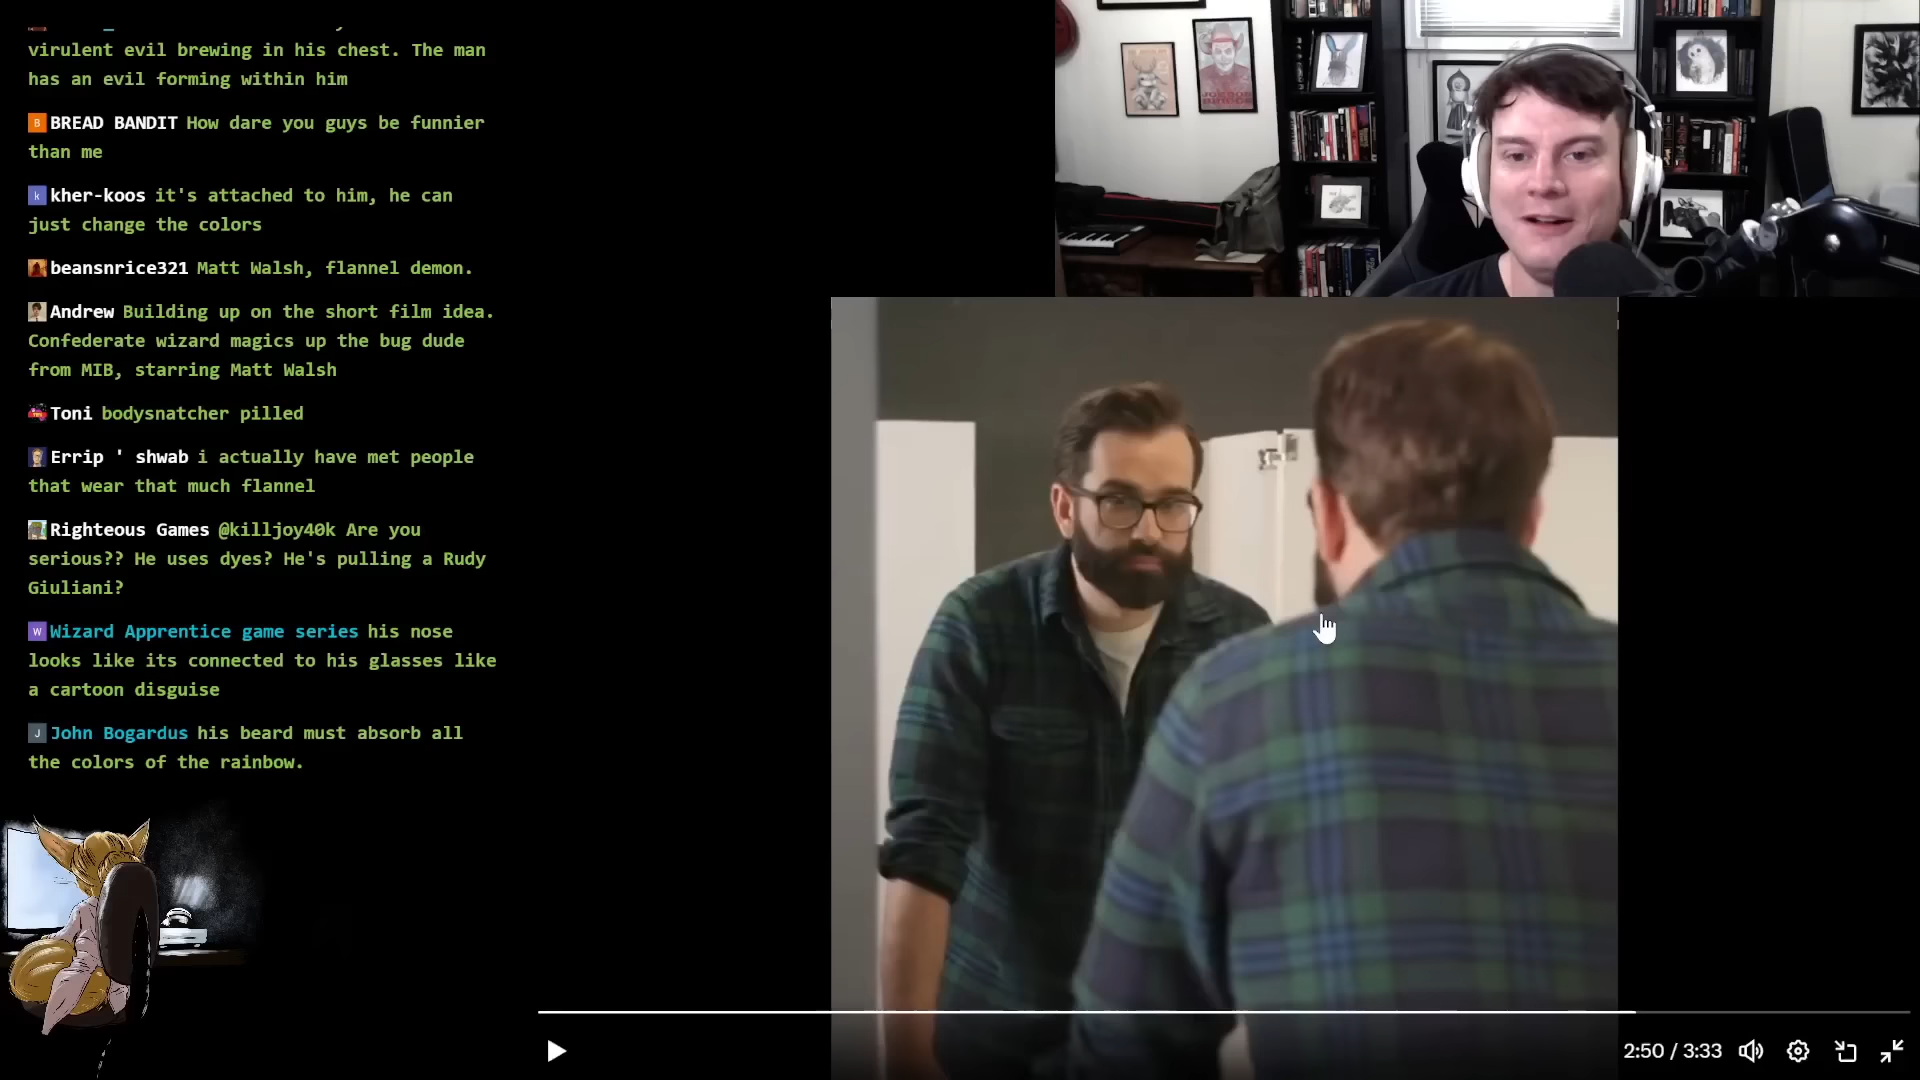 virulent evil brewing in his chest. The man
has an evil forming within him
B BREAD BANDIT How dare you guys be funnier
than me
k kher-koos it's attached to him, he can
just change the colors
beansnrice321 Matt Walsh, flannel demon.
Andrew Building up on the short film idea.
Confederate wizard magics up the bug dude
from MIB, starring Matt Walsh
Toni bodysnatcher pilled
Errip ' shwab i actually have met people
that wear that much flannel
Righteous Games @killjoy40k Are you
serious?? He uses dyes? He's pulling a Rudy
Giuliani?
W Wizard Apprentice game series his nose
looks like its connected to his glasses like
a cartoon disguise
J John Bogardus his beard must absorb all
the colors of the rainbow.
2:50 / 3:33